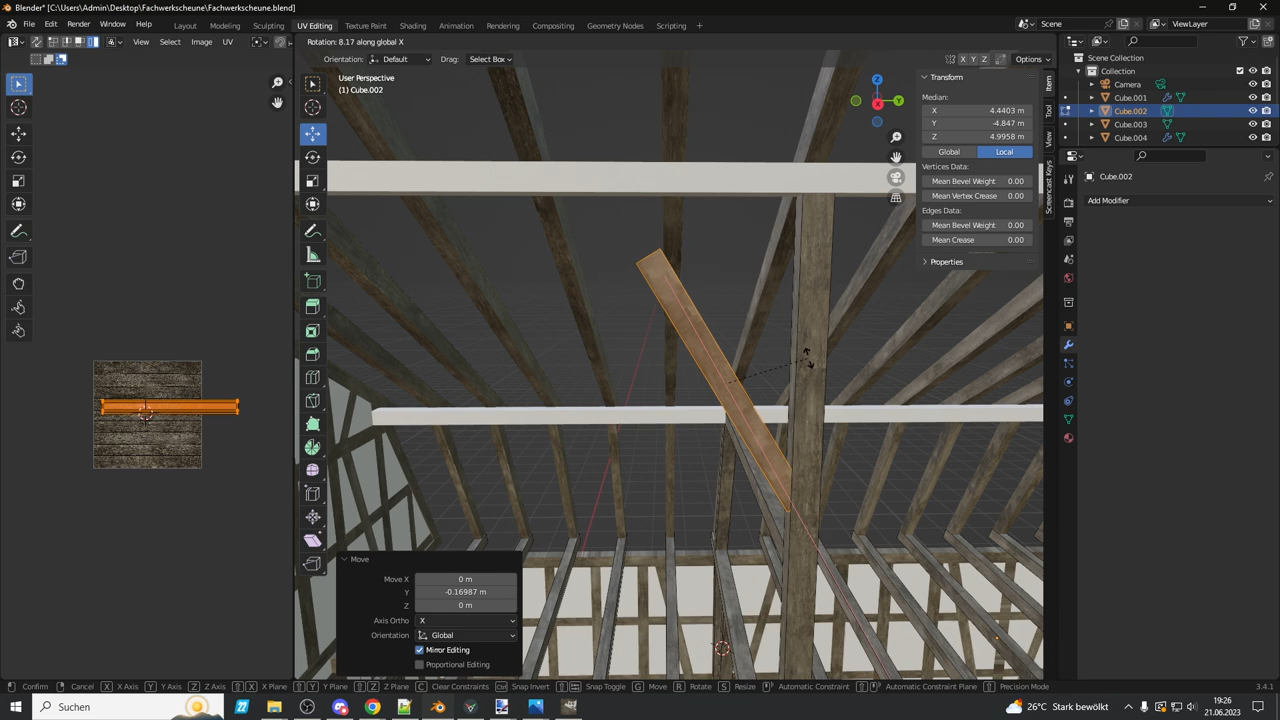 Blender* [C:\Users\Admin\Desktop\Fachwerkscheune\Fachwerkscheune.blend]
File Edit Render Window Help Layout Modeling Sculpting UV Editing Texture Paint Shading Animation Rendering Compositing Geometry Nodes Scripting + Scene ViewLayer
View Select Image UV Rotation: 8.17 along global X
Orientation: Default Drag: Select Box X Y Z Options
User Perspective
(1) Cube.002
Z
Y
X
Transform
Median:
X 4.4403 m
Y -4.847 m
Z 4.9958 m
Global Local
Vertices Data:
Mean Bevel Weight 0.00
Mean Vertex Crease 0.00
Edges Data:
Mean Bevel Weight 0.00
Mean Crease 0.00
Properties
Item
Tool
View
Screencast Keys
Scene Collection
Collection
Camera
Cube.001
Cube.002
Cube.003
Cube.004
Cube.002
Add Modifier
Move
Move X 0 m
Y -0.16987 m
Z 0 m
Axis Ortho X
Orientation Global
Mirror Editing
Proportional Editing
Confirm Cancel X X Axis Y Y Axis Z Z Axis X X Plane Y Y Plane Z Z Plane C Clear Constraints Ctrl Snap Invert Snap Toggle G Move R Rotate S Resize Automatic Constraint Automatic Constraint Plane Precision Mode 3.4.1
Suchen 26°C Stark bewölkt 19:26
21.06.2023